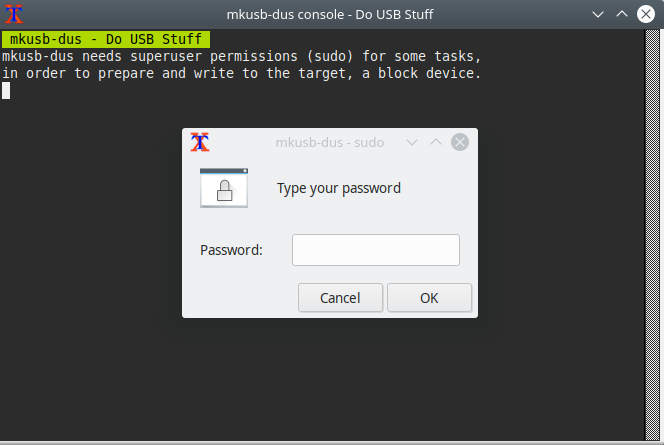 mkusb-dus console - Do USB Stuff
mkusb-dus - Do USB Stuff
mkusb-dus needs superuser permissions (sudo) for some tasks,
in order to prepare and write to the target, a block device.
mkusb-dus - sudo
Type your password
Password:
Cancel OK